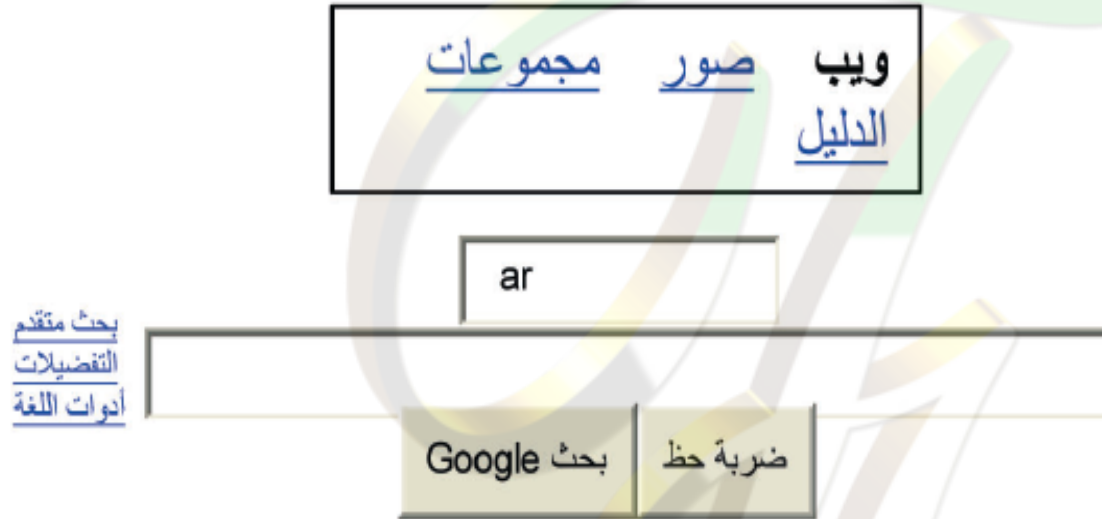 ويب صور مجموعات
الدليل
ar
بحث متقدم
التفضيلات
أدوات اللغة
ضربة حظ بحث Google